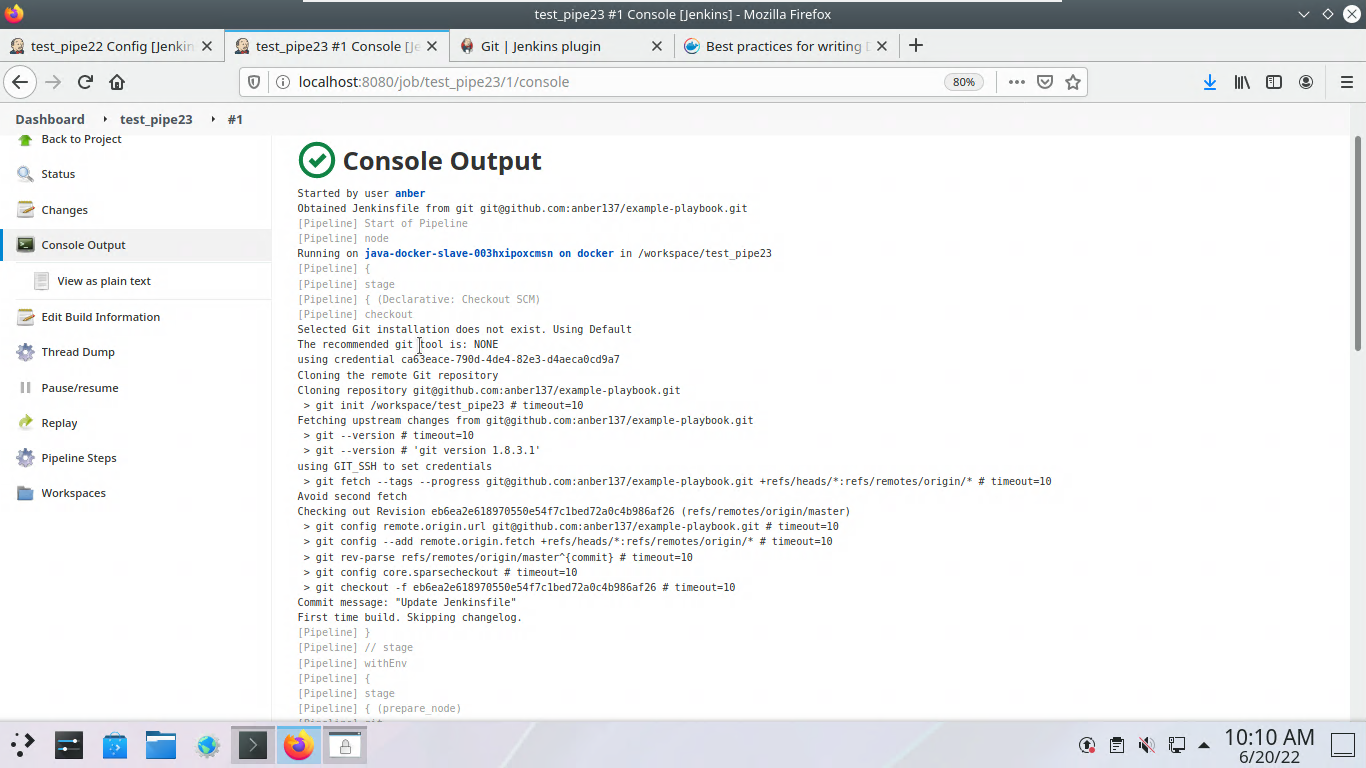 test_pipe23 #1 Console [Jenkins] - Mozilla Firefox
test_pipe22 Config [Jenkin
test_pipe23 #1 Console [Je
Git | Jenkins plugin
Best practices for writing D
localhost:8080/job/test_pipe23/1/console
80%
Dashboard
test_pipe23
#1
Back to Project
Status
Changes
Console Output
View as plain text
Edit Build Information
Thread Dump
Pause/resume
Replay
Pipeline Steps
Workspaces
Console Output
Started by user anber
Obtained Jenkinsfile from git git@github.com:anber137/example-playbook.git
[Pipeline] Start of Pipeline
[Pipeline] node
Running on java-docker-slave-003hxipoxcmsn on docker in /workspace/test_pipe23
[Pipeline] {
[Pipeline] stage
[Pipeline] { (Declarative: Checkout SCM)
[Pipeline] checkout
Selected Git installation does not exist. Using Default
The recommended git tool is: NONE
using credential ca63eace-790d-4de4-82e3-d4aeca0cd9a7
Cloning the remote Git repository
Cloning repository git@github.com:anber137/example-playbook.git
> git init /workspace/test_pipe23 # timeout=10
Fetching upstream changes from git@github.com:anber137/example-playbook.git
> git --version # timeout=10
> git --version # 'git version 1.8.3.1'
using GIT_SSH to set credentials
> git fetch --tags --progress git@github.com:anber137/example-playbook.git +refs/heads/*:refs/remotes/origin/* # timeout=10
Avoid second fetch
Checking out Revision eb6ea2e618970550e54f7c1bed72a0c4b986af26 (refs/remotes/origin/master)
> git config remote.origin.url git@github.com:anber137/example-playbook.git # timeout=10
> git config --add remote.origin.fetch +refs/heads/*:refs/remotes/origin/* # timeout=10
> git rev-parse refs/remotes/origin/master^{commit} # timeout=10
> git config core.sparsecheckout # timeout=10
> git checkout -f eb6ea2e618970550e54f7c1bed72a0c4b986af26 # timeout=10
Commit message: "Update Jenkinsfile"
First time build. Skipping changelog.
[Pipeline] }
[Pipeline] // stage
[Pipeline] withEnv
[Pipeline] {
[Pipeline] stage
[Pipeline] { (prepare_node)
[Pipeline] git
10:10 AM
6/20/22